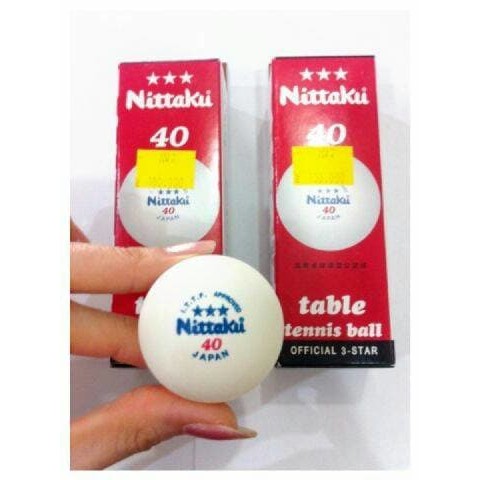 ★★★
Nittaku
40
★★★
Nittaku
40
JAPAN
★★★
Nittaku
40
★★★
Nittaku
40
JAPAN
table
tennis ball
OFFICIAL 3-STAR
I.T.T.F. APPROVED
★★★
Nittaku
40
JAPAN